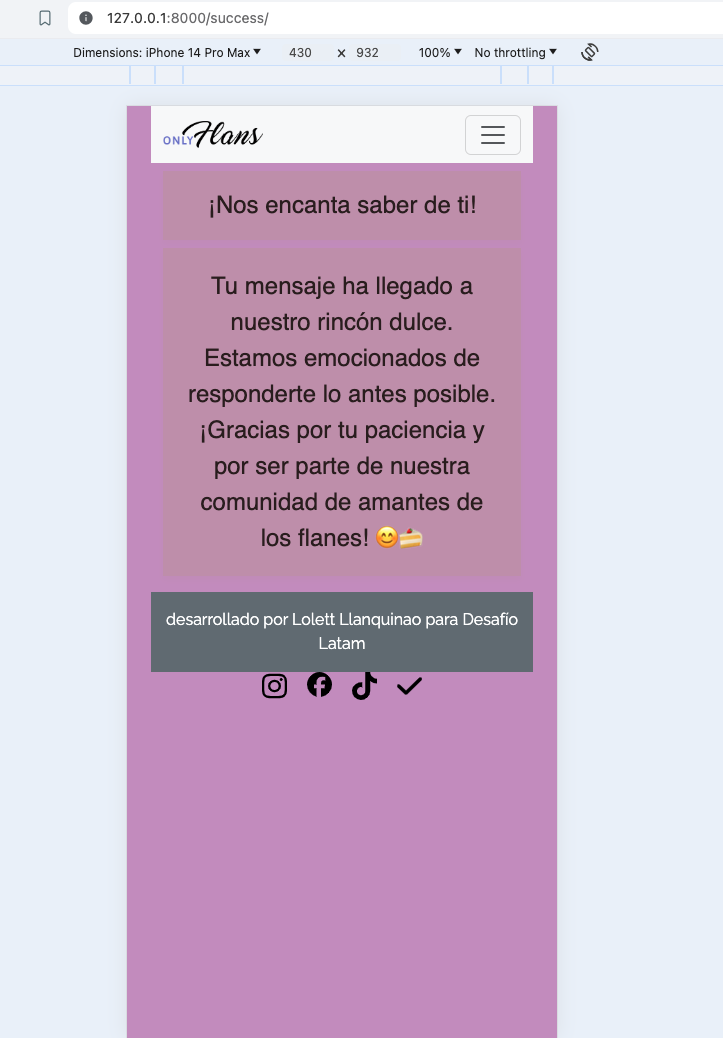 127.0.0.1:8000/success/
Dimensions: iPhone 14 Pro Max 430 × 932 100% No throttling
ONLY Flans
¡Nos encanta saber de ti!
Tu mensaje ha llegado a
nuestro rincón dulce.
Estamos emocionados de
responderte lo antes posible.
¡Gracias por tu paciencia y
por ser parte de nuestra
comunidad de amantes de
los flanes! 😊🍰
desarrollado por Lolett Llanquinao para Desafío
Latam